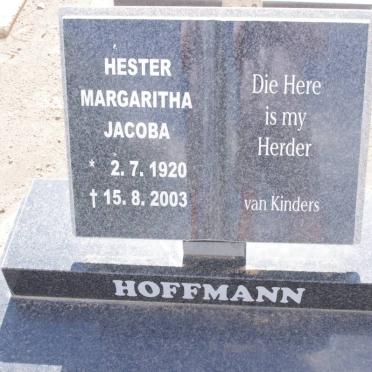 HESTER
MARGARITHA
JACOBA
* 2. 7. 1920
† 15. 8. 2003
Die Here
is my
Herder
van Kinders
HOFFMANN